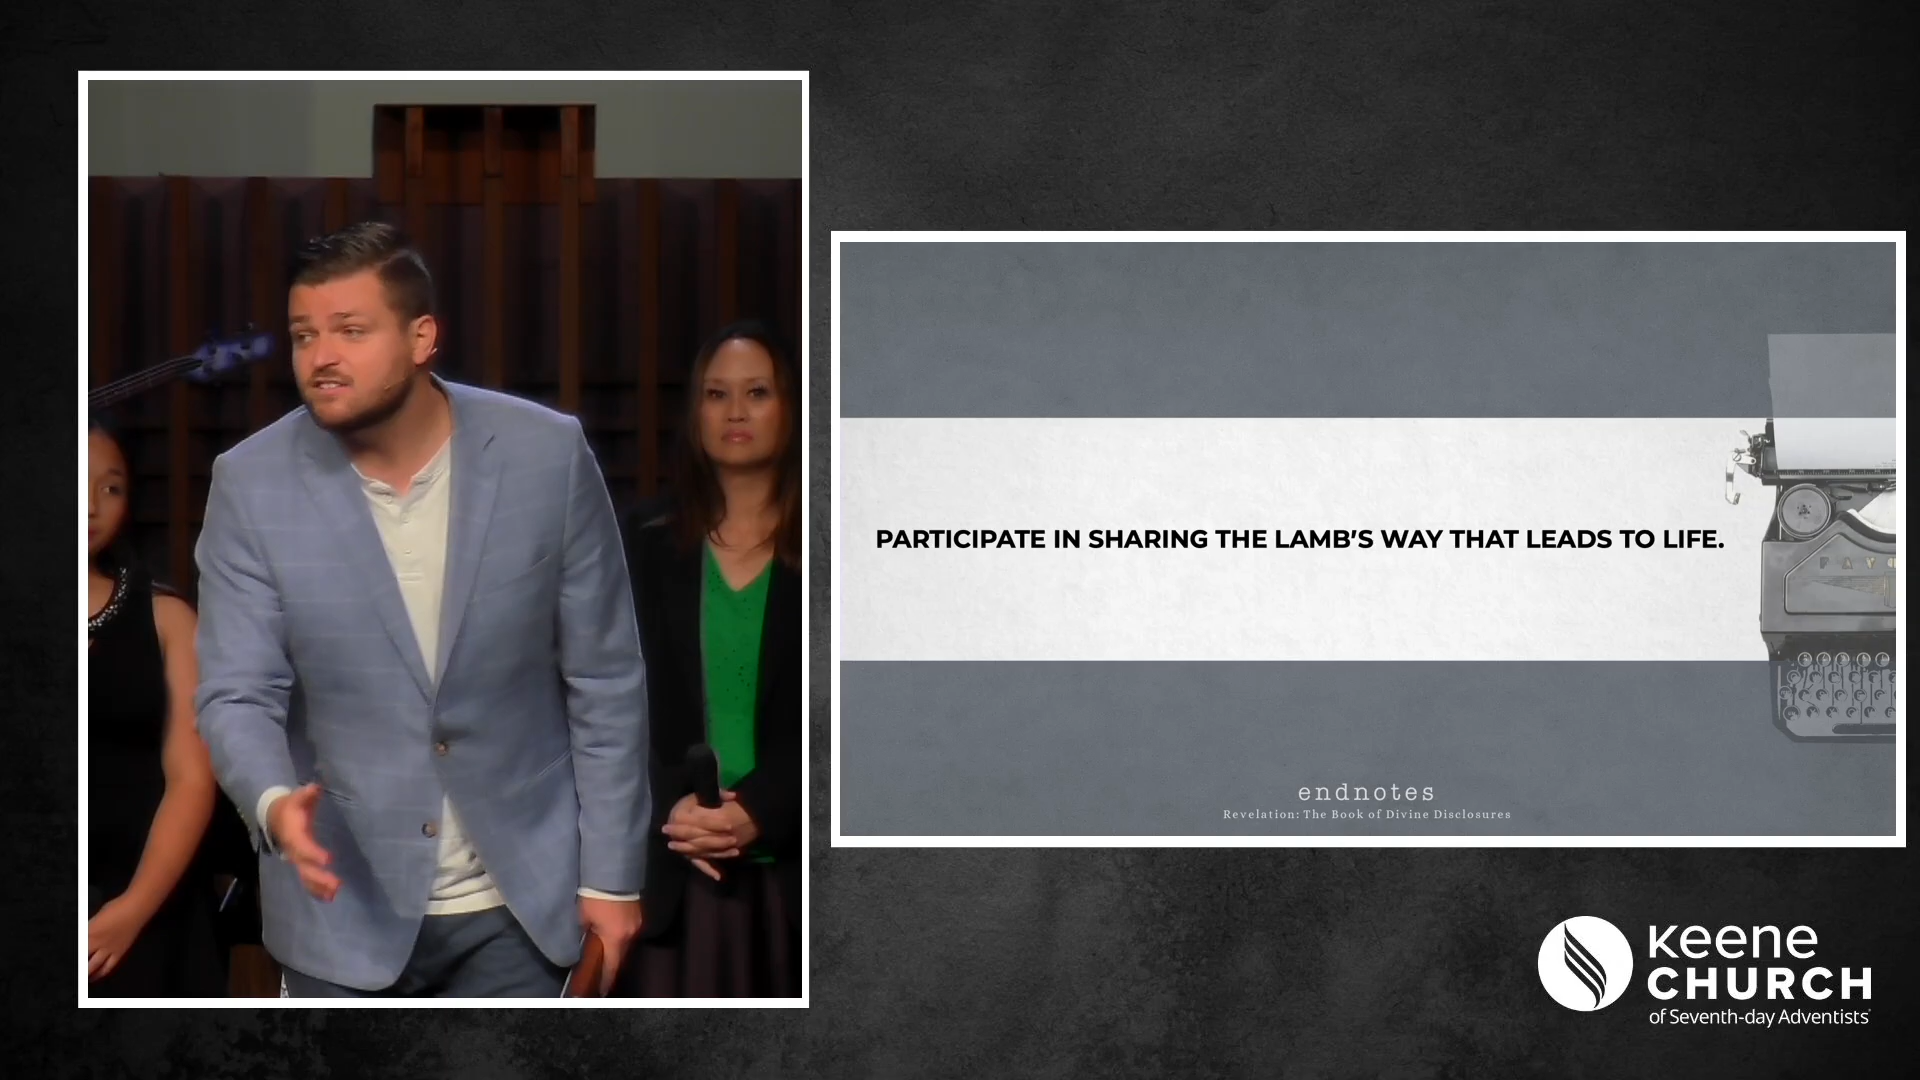 PARTICIPATE IN SHARING THE LAMB'S WAY THAT LEADS TO LIFE.
endnotes
Revelation: The Book of Divine Disclosures
Keene
CHURCH
of Seventh-day Adventists